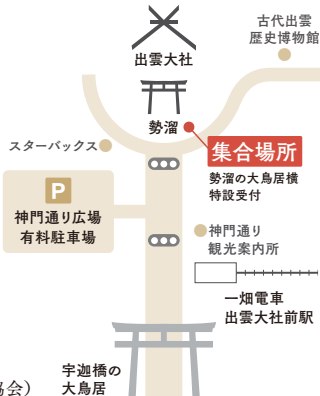 出雲大社
古代出雲
歴史博物館
勢溜
スターバックス
集合場所
勢溜の大鳥居横
特設受付
P
神門通り広場
有料駐車場
神門通り
観光案内所
一畑電車
出雲大社前駅
宇迦橋の
大鳥居
協会）